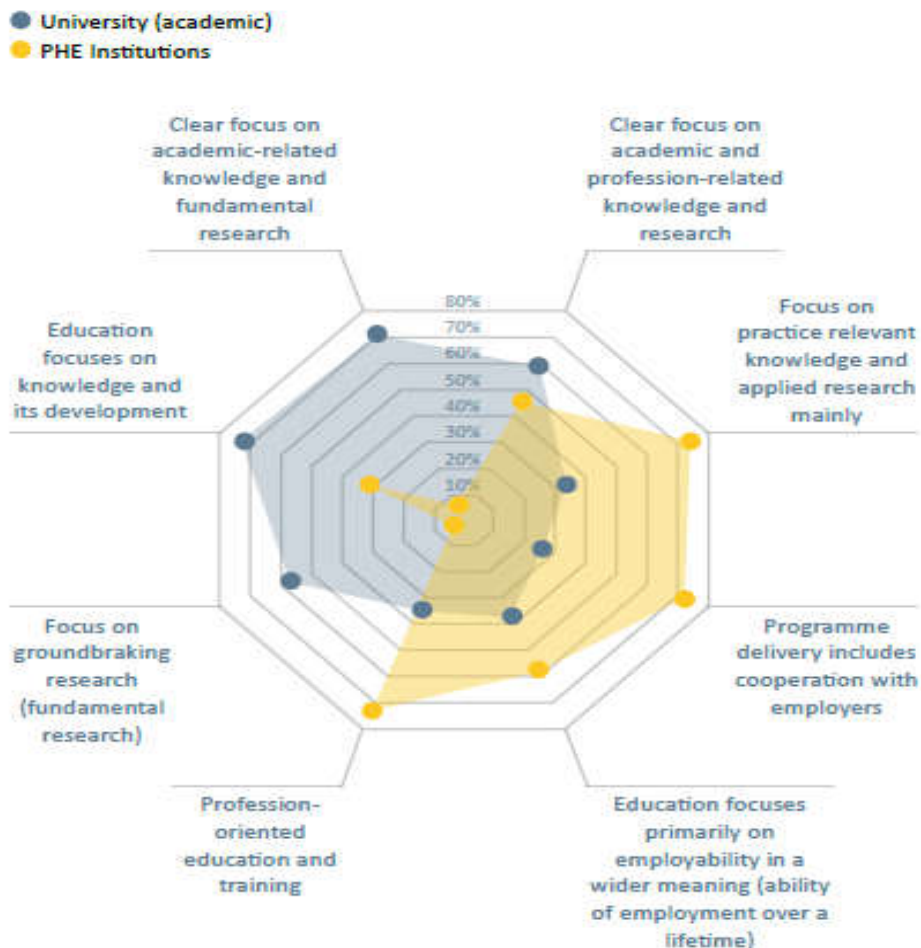 University (academic)
PHE Institutions
Clear focus on
academic-related
knowledge and
fundamental
research
Clear focus on
academic and
profession-related
knowledge and
research
80%
70%
60%
50%
40%
30%
20%
10%
Education
focuses on
knowledge and
its development
Focus on
practice relevant
knowledge and
applied research
mainly
Focus on
groundbraking
research
(fundamental
research)
Programme
delivery includes
cooperation with
employers
Profession-
oriented
education and
training
Education focuses
primarily on
employability in a
wider meaning (ability
of employment over a
lifetime)